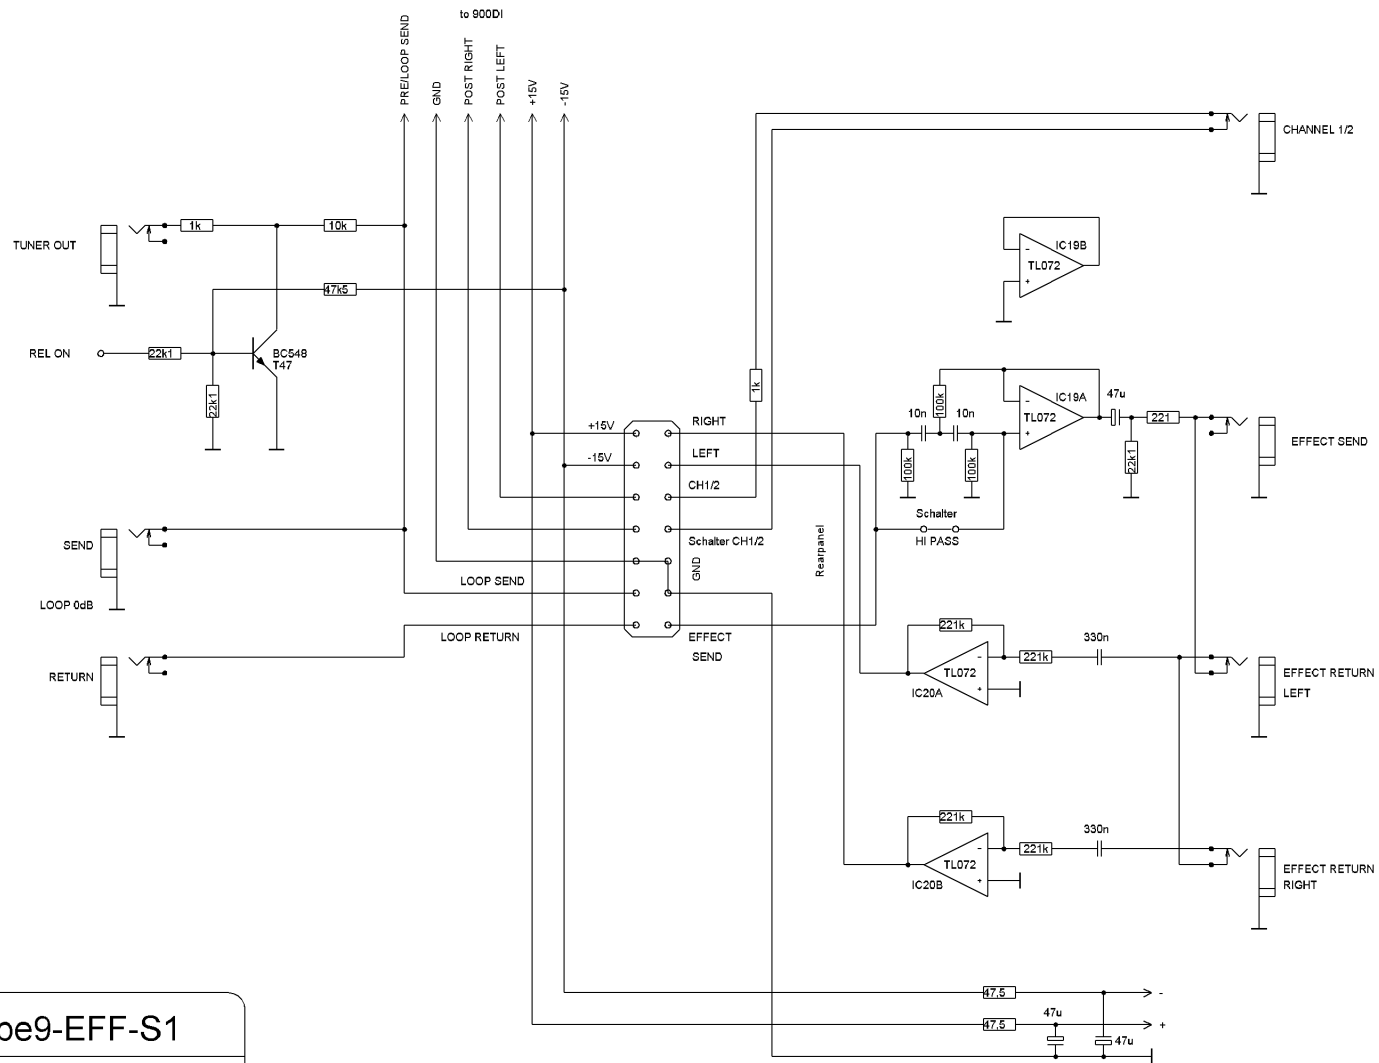 to 900DI
PRE/LOOP SEND
GND
POST RIGHT
POST LEFT
+15V
-15V
CHANNEL 1/2
TUNER OUT
1k
10k
IC19B
TL072
-
+
47k5
REL ON
22k1
BC548
T47
22k1
1k
100k
10n
10n
100k
100k
IC19A
TL072
-
+
47u
221
22k1
EFFECT SEND
+15V
-15V
RIGHT
LEFT
CH1/2
Schalter CH1/2
GND
Rearpanel
Schalter
HI PASS
SEND
LOOP 0dB
LOOP SEND
LOOP RETURN
EFFECT
SEND
RETURN
221k
TL072
-
+
IC20A
221k
330n
EFFECT RETURN
LEFT
221k
TL072
-
+
IC20B
221k
330n
EFFECT RETURN
RIGHT
47,5
-
47,5
47u
+
47u
be9-EFF-S1